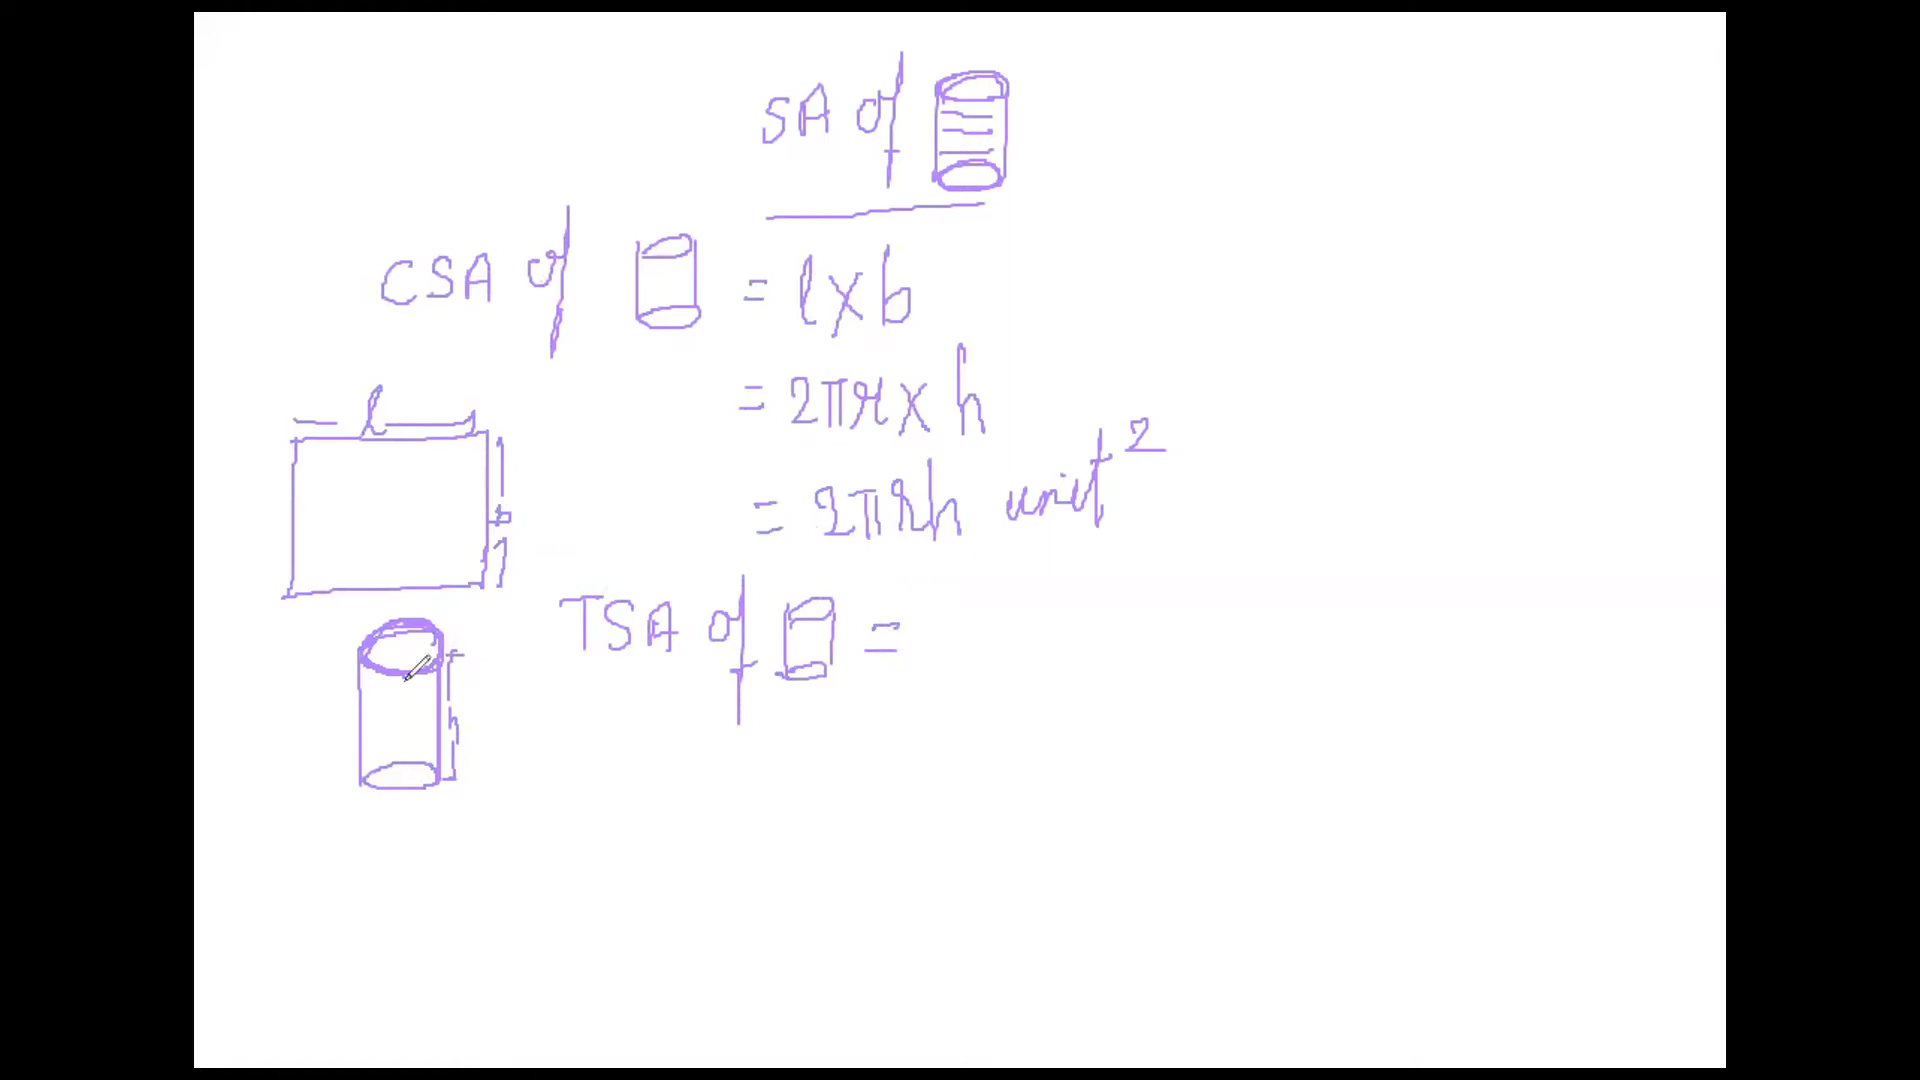 SA of
CSA of = l x b
= 2πr x h
= 2πrh unit²
l
b
TSA of =
h